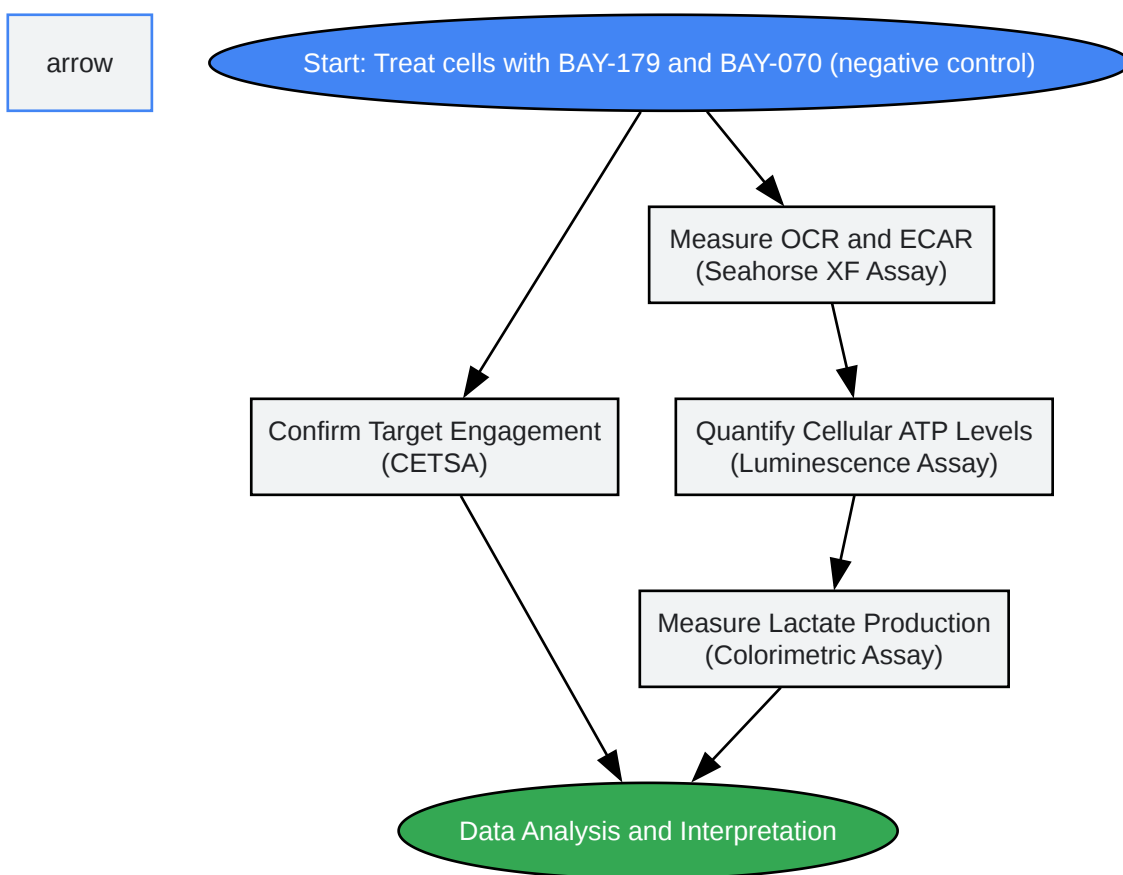 arrow
Start: Treat cells with BAY-179 and BAY-070 (negative control)
Measure OCR and ECAR
(Seahorse XF Assay)
Confirm Target Engagement
(CETSA)
Quantify Cellular ATP Levels
(Luminescence Assay)
Measure Lactate Production
(Colorimetric Assay)
Data Analysis and Interpretation